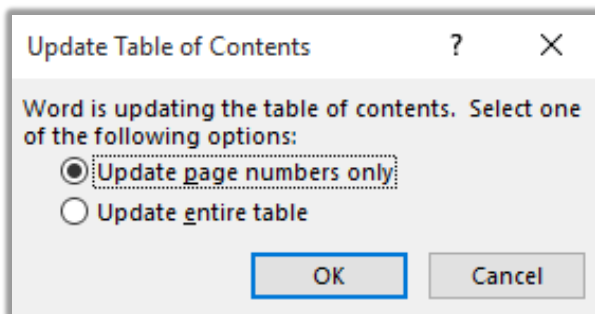 Update Table of Contents ?
Word is updating the table of contents. Select one
of the following options:
Update page numbers only
Update entire table
OK Cancel